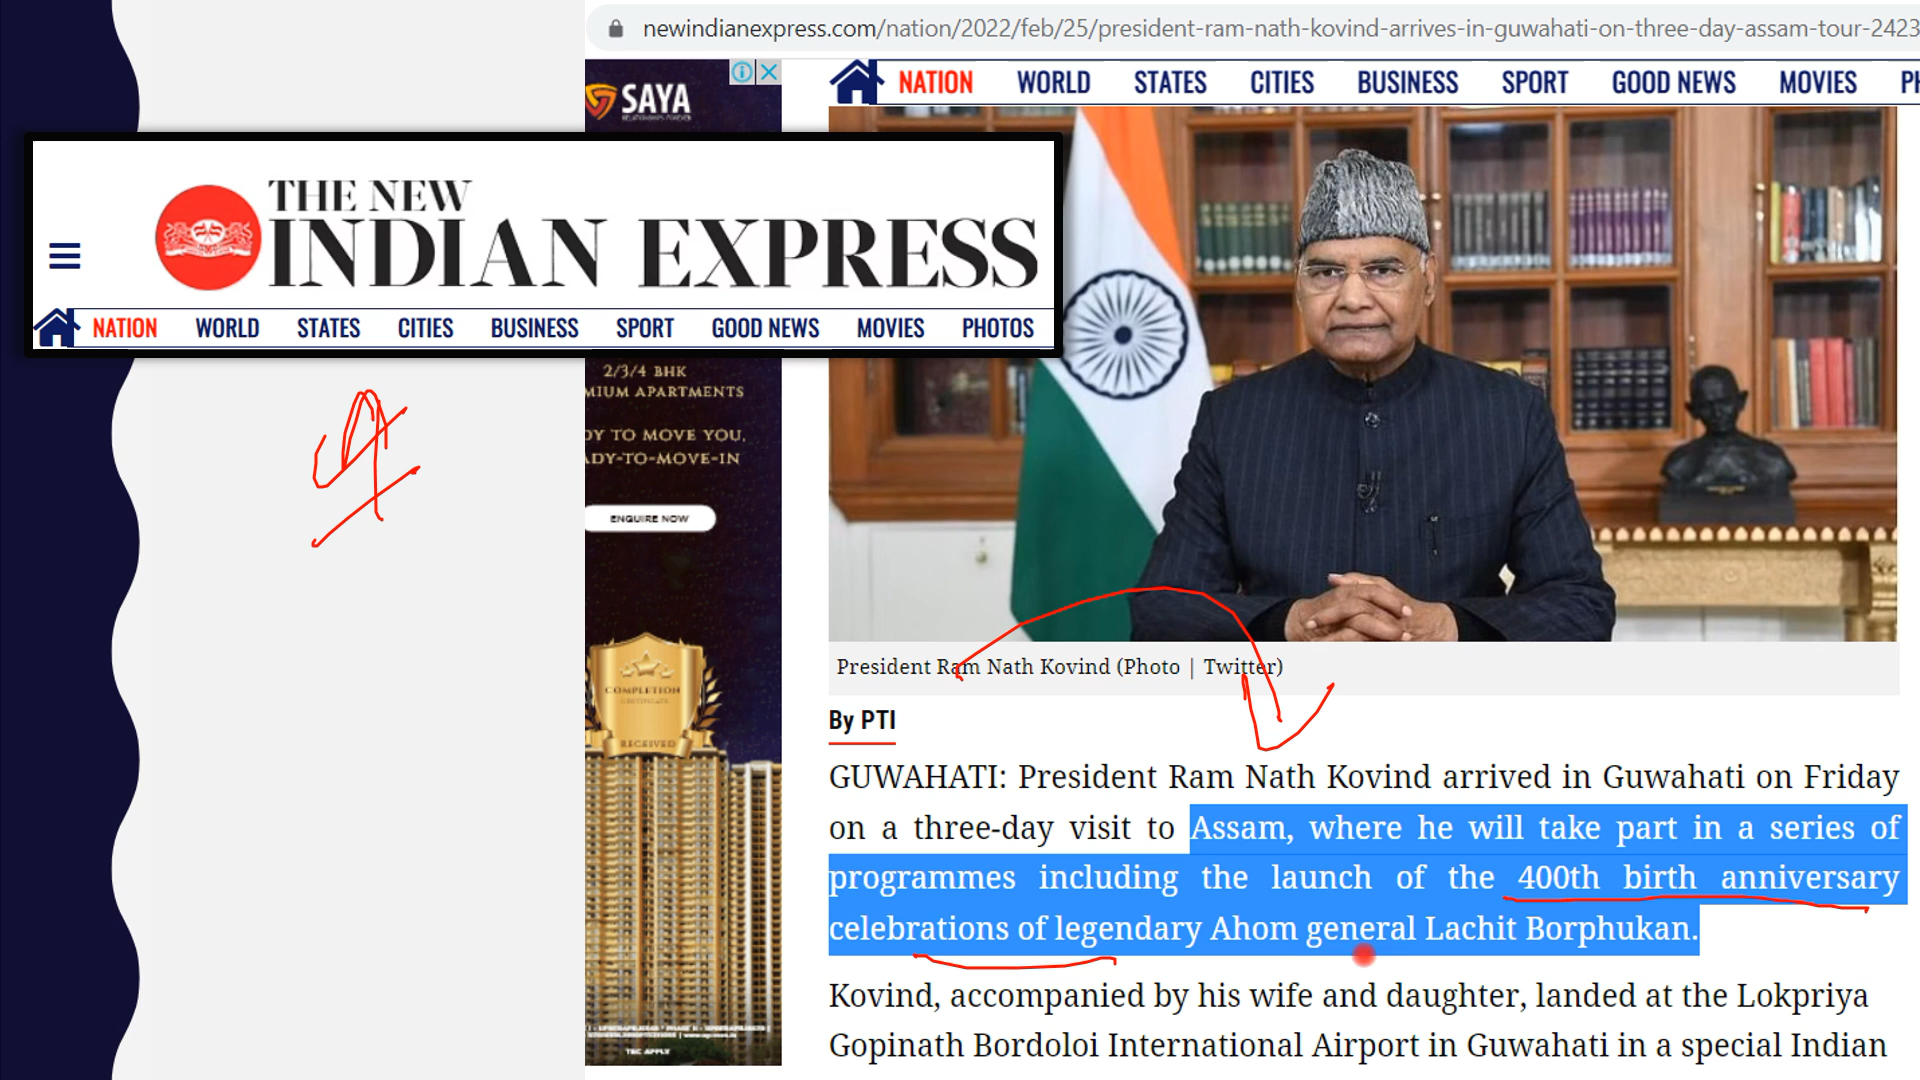 newindianexpress.com/nation/2022/feb/25/president-ram-nath-kovind-arrives-in-guwahati-on-three-day-assam-tour-2423
SAYA
NATION WORLD STATES CITIES BUSINESS SPORT GOOD NEWS MOVIES PH
THE NEW
INDIAN EXPRESS
NATION WORLD STATES CITIES BUSINESS SPORT GOOD NEWS MOVIES PHOTOS
2/3/4 BHK
MIUM APARTMENTS
DY TO MOVE YOU,
ADY-TO-MOVE-IN
ENQUIRE NOW
COMPLETION
CERTIFICATE
RECEIVED
T&C APPLY
President Ram Nath Kovind (Photo | Twitter)
By PTI
GUWAHATI: President Ram Nath Kovind arrived in Guwahati on Friday
on a three-day visit to Assam, where he will take part in a series of
programmes including the launch of the 400th birth anniversary
celebrations of legendary Ahom general Lachit Borphukan.
Kovind, accompanied by his wife and daughter, landed at the Lokpriya
Gopinath Bordoloi International Airport in Guwahati in a special Indian